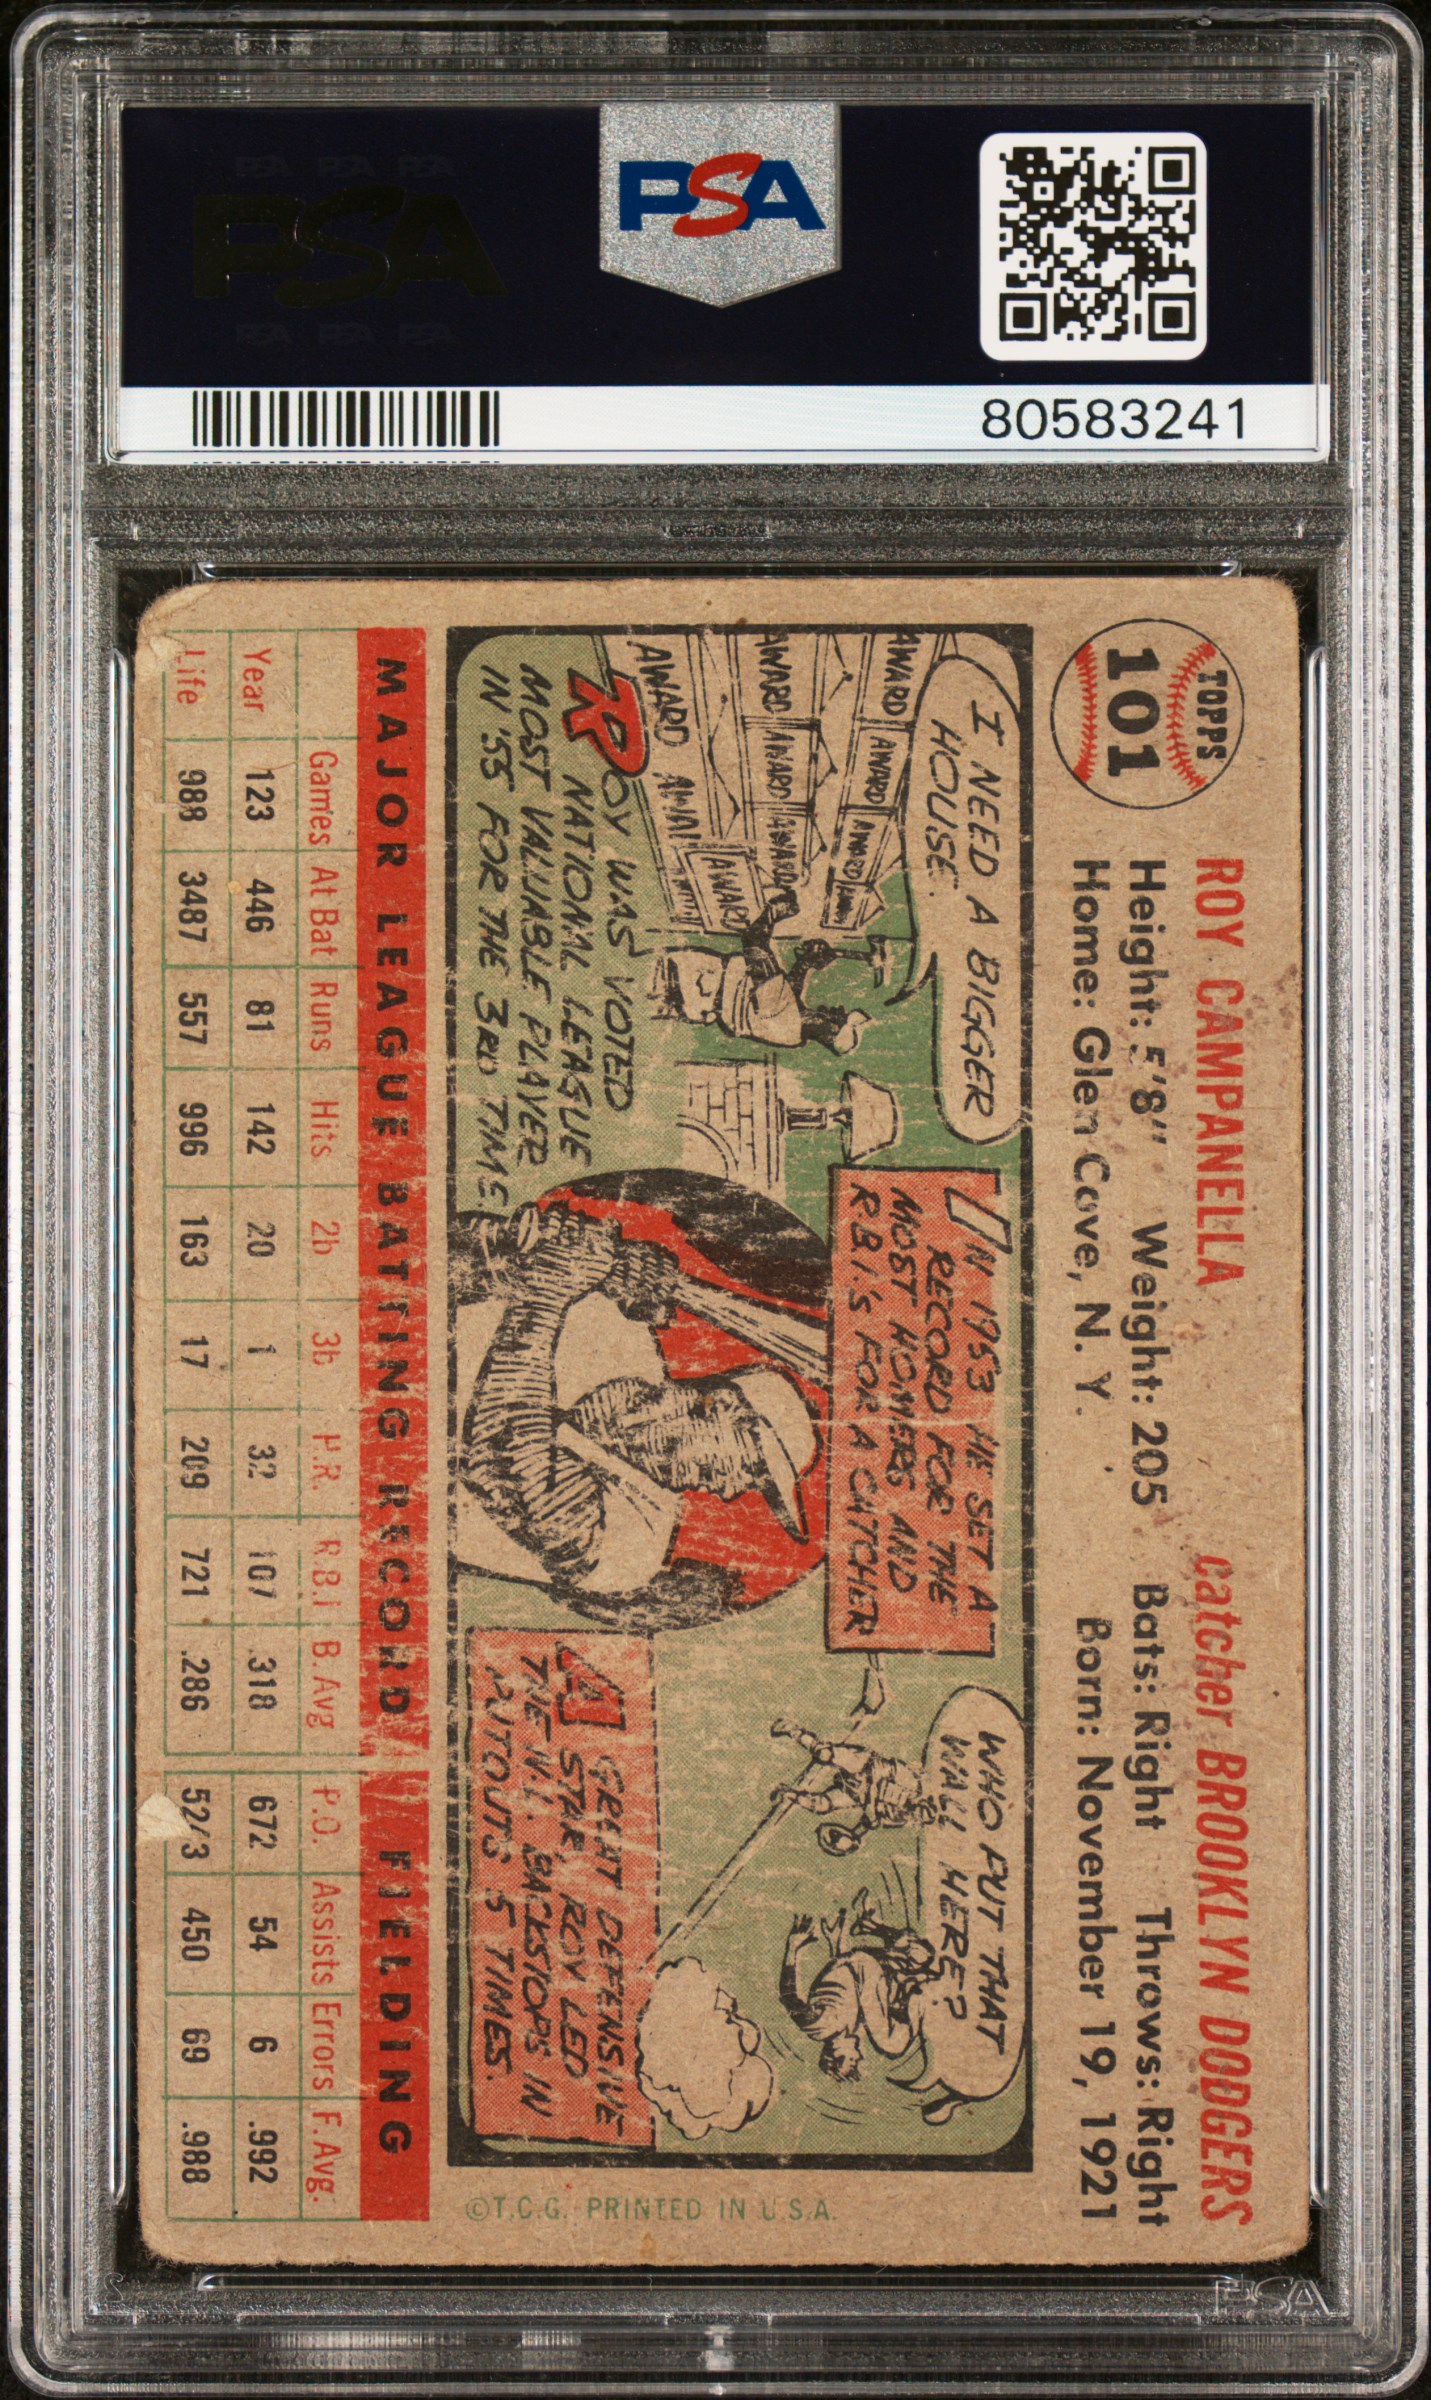 PSA
PSA
80583241
TOPPS
101
ROY CAMPANELLA catcher BROOKLYN DODGERS
Height: 5'8" Weight: 205 Bats: Right Throws: Right
Home: Glen Cove, N. Y. Born: November 19, 1921
I NEED A BIGGER
HOUSE.
AWARD
AWARD
AWARD
AWARD
AWARD
AWARD
AWARD
AWARD
AWARD
ROY WAS VOTED
NATIONAL LEAGUE
MOST VALUABLE PLAYER
IN '55 FOR THE 3RD TIME.
IN 1953 HE SET A
RECORD FOR THE
MOST HOMERS AND
R.B.I.'S FOR A CATCHER
WHO PUT THAT
WALL HERE?
A GREAT DEFENSIVE
STAR, ROY LED
THE N.L. BACKSTOPS IN
PUTOUTS 5 TIMES.
©T.C.G. PRINTED IN U.S.A.
MAJOR LEAGUE BATTING RECORD FIELDING
Games At Bat Runs Hits 2b 3b H.R. R.B.I. B.Avg P.O. Assists Errors F. Avg.
Year 123 446 81 142 20 1 32 107 .318 672 54 6 .992
Life 988 3487 557 996 163 17 209 721 .286 52/3 450 69 .988
PSA